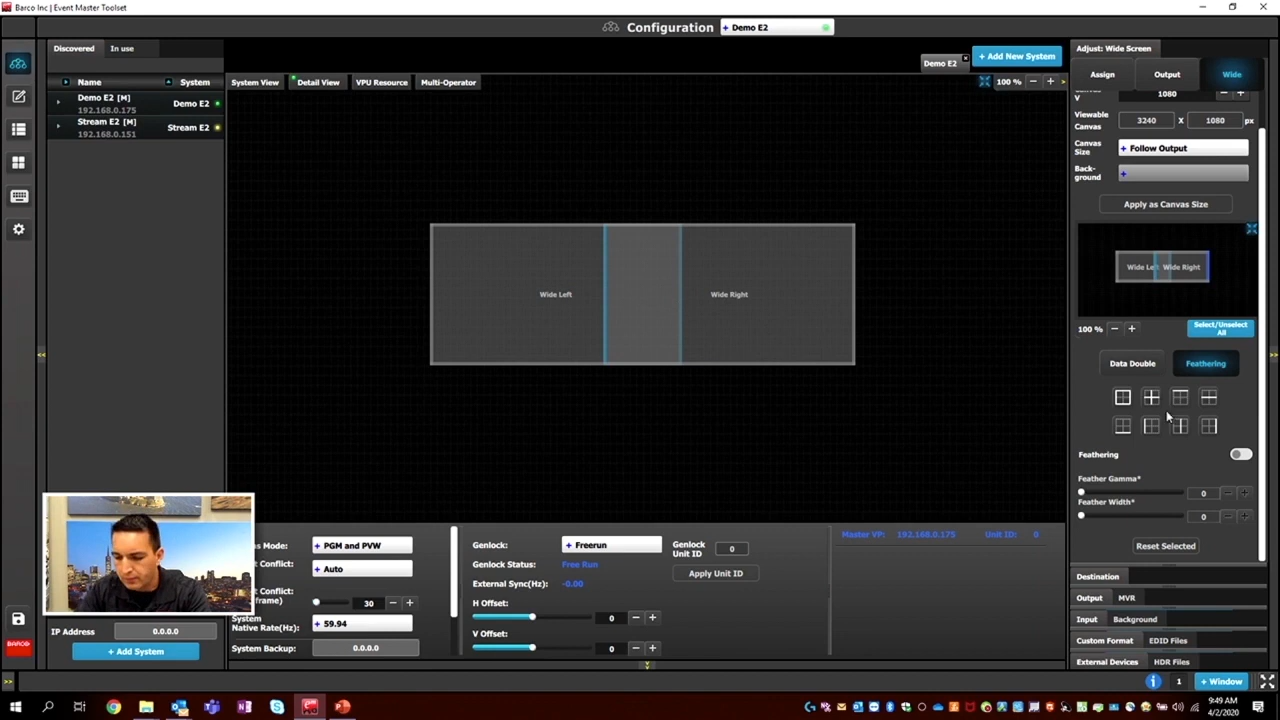 Barco Inc | Event Master Toolset
Configuration
+ Demo E2
Discovered
In use
Name
System
Demo E2 [M]
192.168.0.175
Demo E2
Stream E2 [M]
192.168.0.151
Stream E2
System View
Detail View
VPU Resource
Multi-Operator
Demo E2
x
+ Add New System
100 %
Wide Left
Wide Right
Adjust: Wide Screen
Assign
Output
Wide
Canvas
V
1080
Viewable
Canvas
3240
X
1080
px
Canvas
Size
+ Follow Output
Back-
ground
+
Apply as Canvas Size
Wide Le
Wide Right
100 %
Select/Unselect
All
Data Double
Feathering
Feathering
Feather Gamma*
0
Feather Width*
0
Reset Selected
Destination
Output
MVR
Input
Background
Custom Format
EDID Files
External Devices
HDR Files
s Mode:
+ PGM and PVW
t Conflict:
+ Auto
t Conflict
frame)
30
System
Native Rate(Hz):
+ 59.94
System Backup:
0.0.0.0
Genlock:
+ Freerun
Genlock
Unit ID
0
Genlock Status:
Free Run
Apply Unit ID
External Sync(Hz)
-0.00
H Offset:
0
V Offset:
0
Master VP:
192.168.0.175
Unit ID:
0
IP Address
0.0.0.0
+ Add System
BARCO
1
+ Window
9:49 AM
4/2/2020